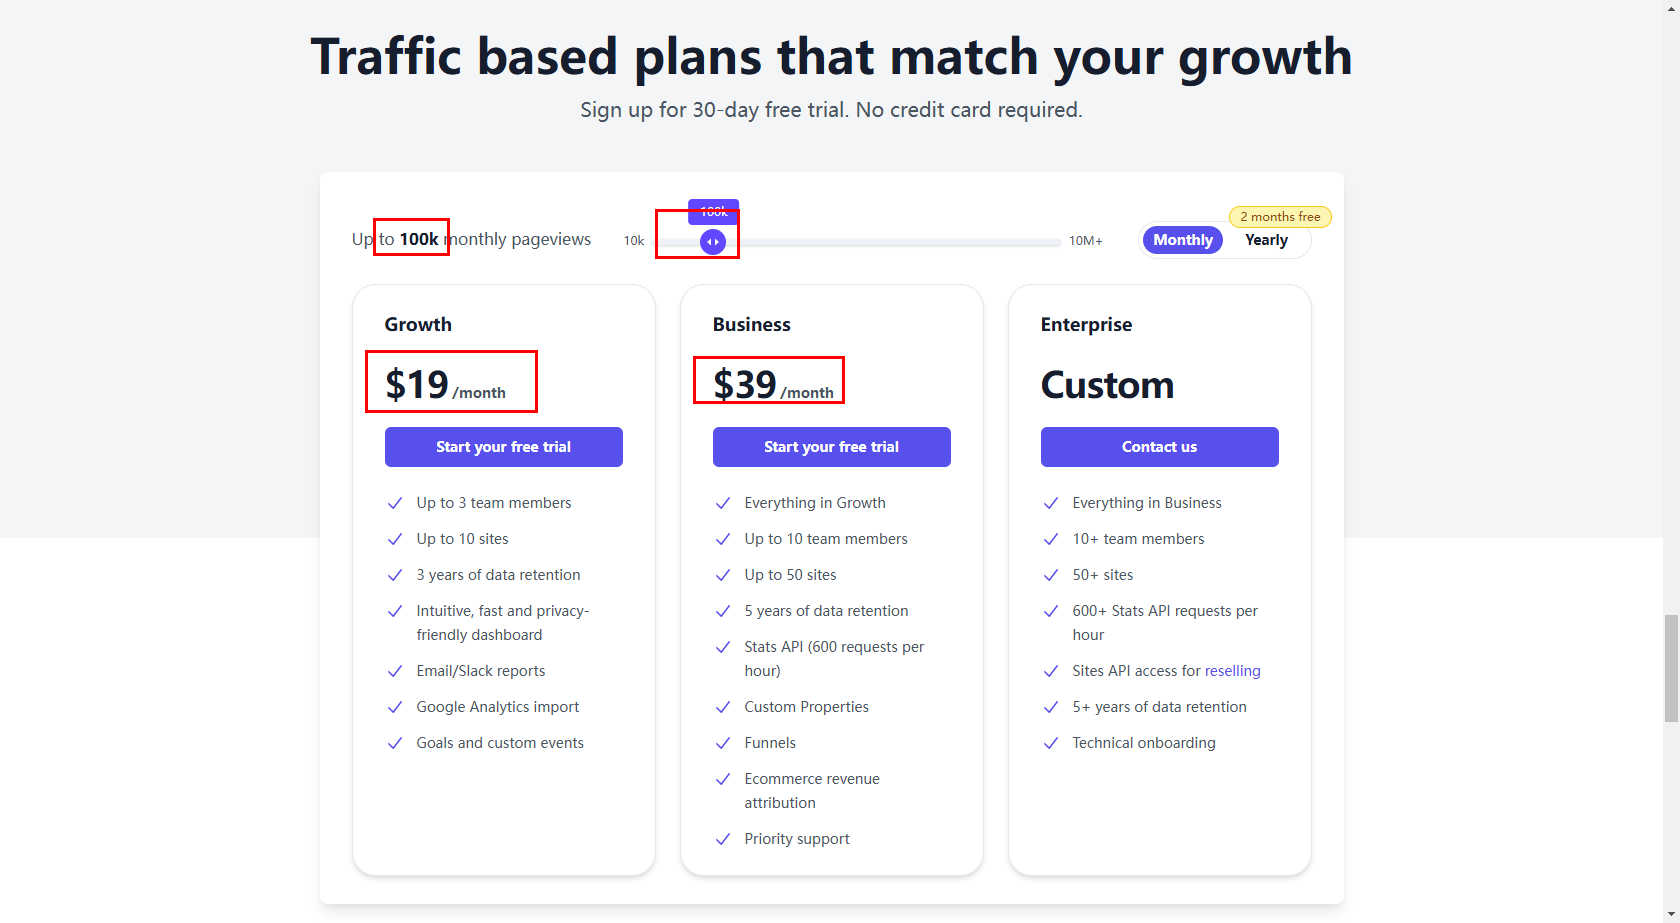 Traffic based plans that match your growth
Sign up for 30-day free trial. No credit card required.
2 months free
100k
Up to 100k monthly pageviews
10k
10M+
Monthly
Yearly
Growth
$19 /month
Start your free trial
Up to 3 team members
Up to 10 sites
3 years of data retention
Intuitive, fast and privacy-
friendly dashboard
Email/Slack reports
Google Analytics import
Goals and custom events
Business
$39 /month
Start your free trial
Everything in Growth
Up to 10 team members
Up to 50 sites
5 years of data retention
Stats API (600 requests per
hour)
Custom Properties
Funnels
Ecommerce revenue
attribution
Priority support
Enterprise
Custom
Contact us
Everything in Business
10+ team members
50+ sites
600+ Stats API requests per
hour
Sites API access for reselling
5+ years of data retention
Technical onboarding